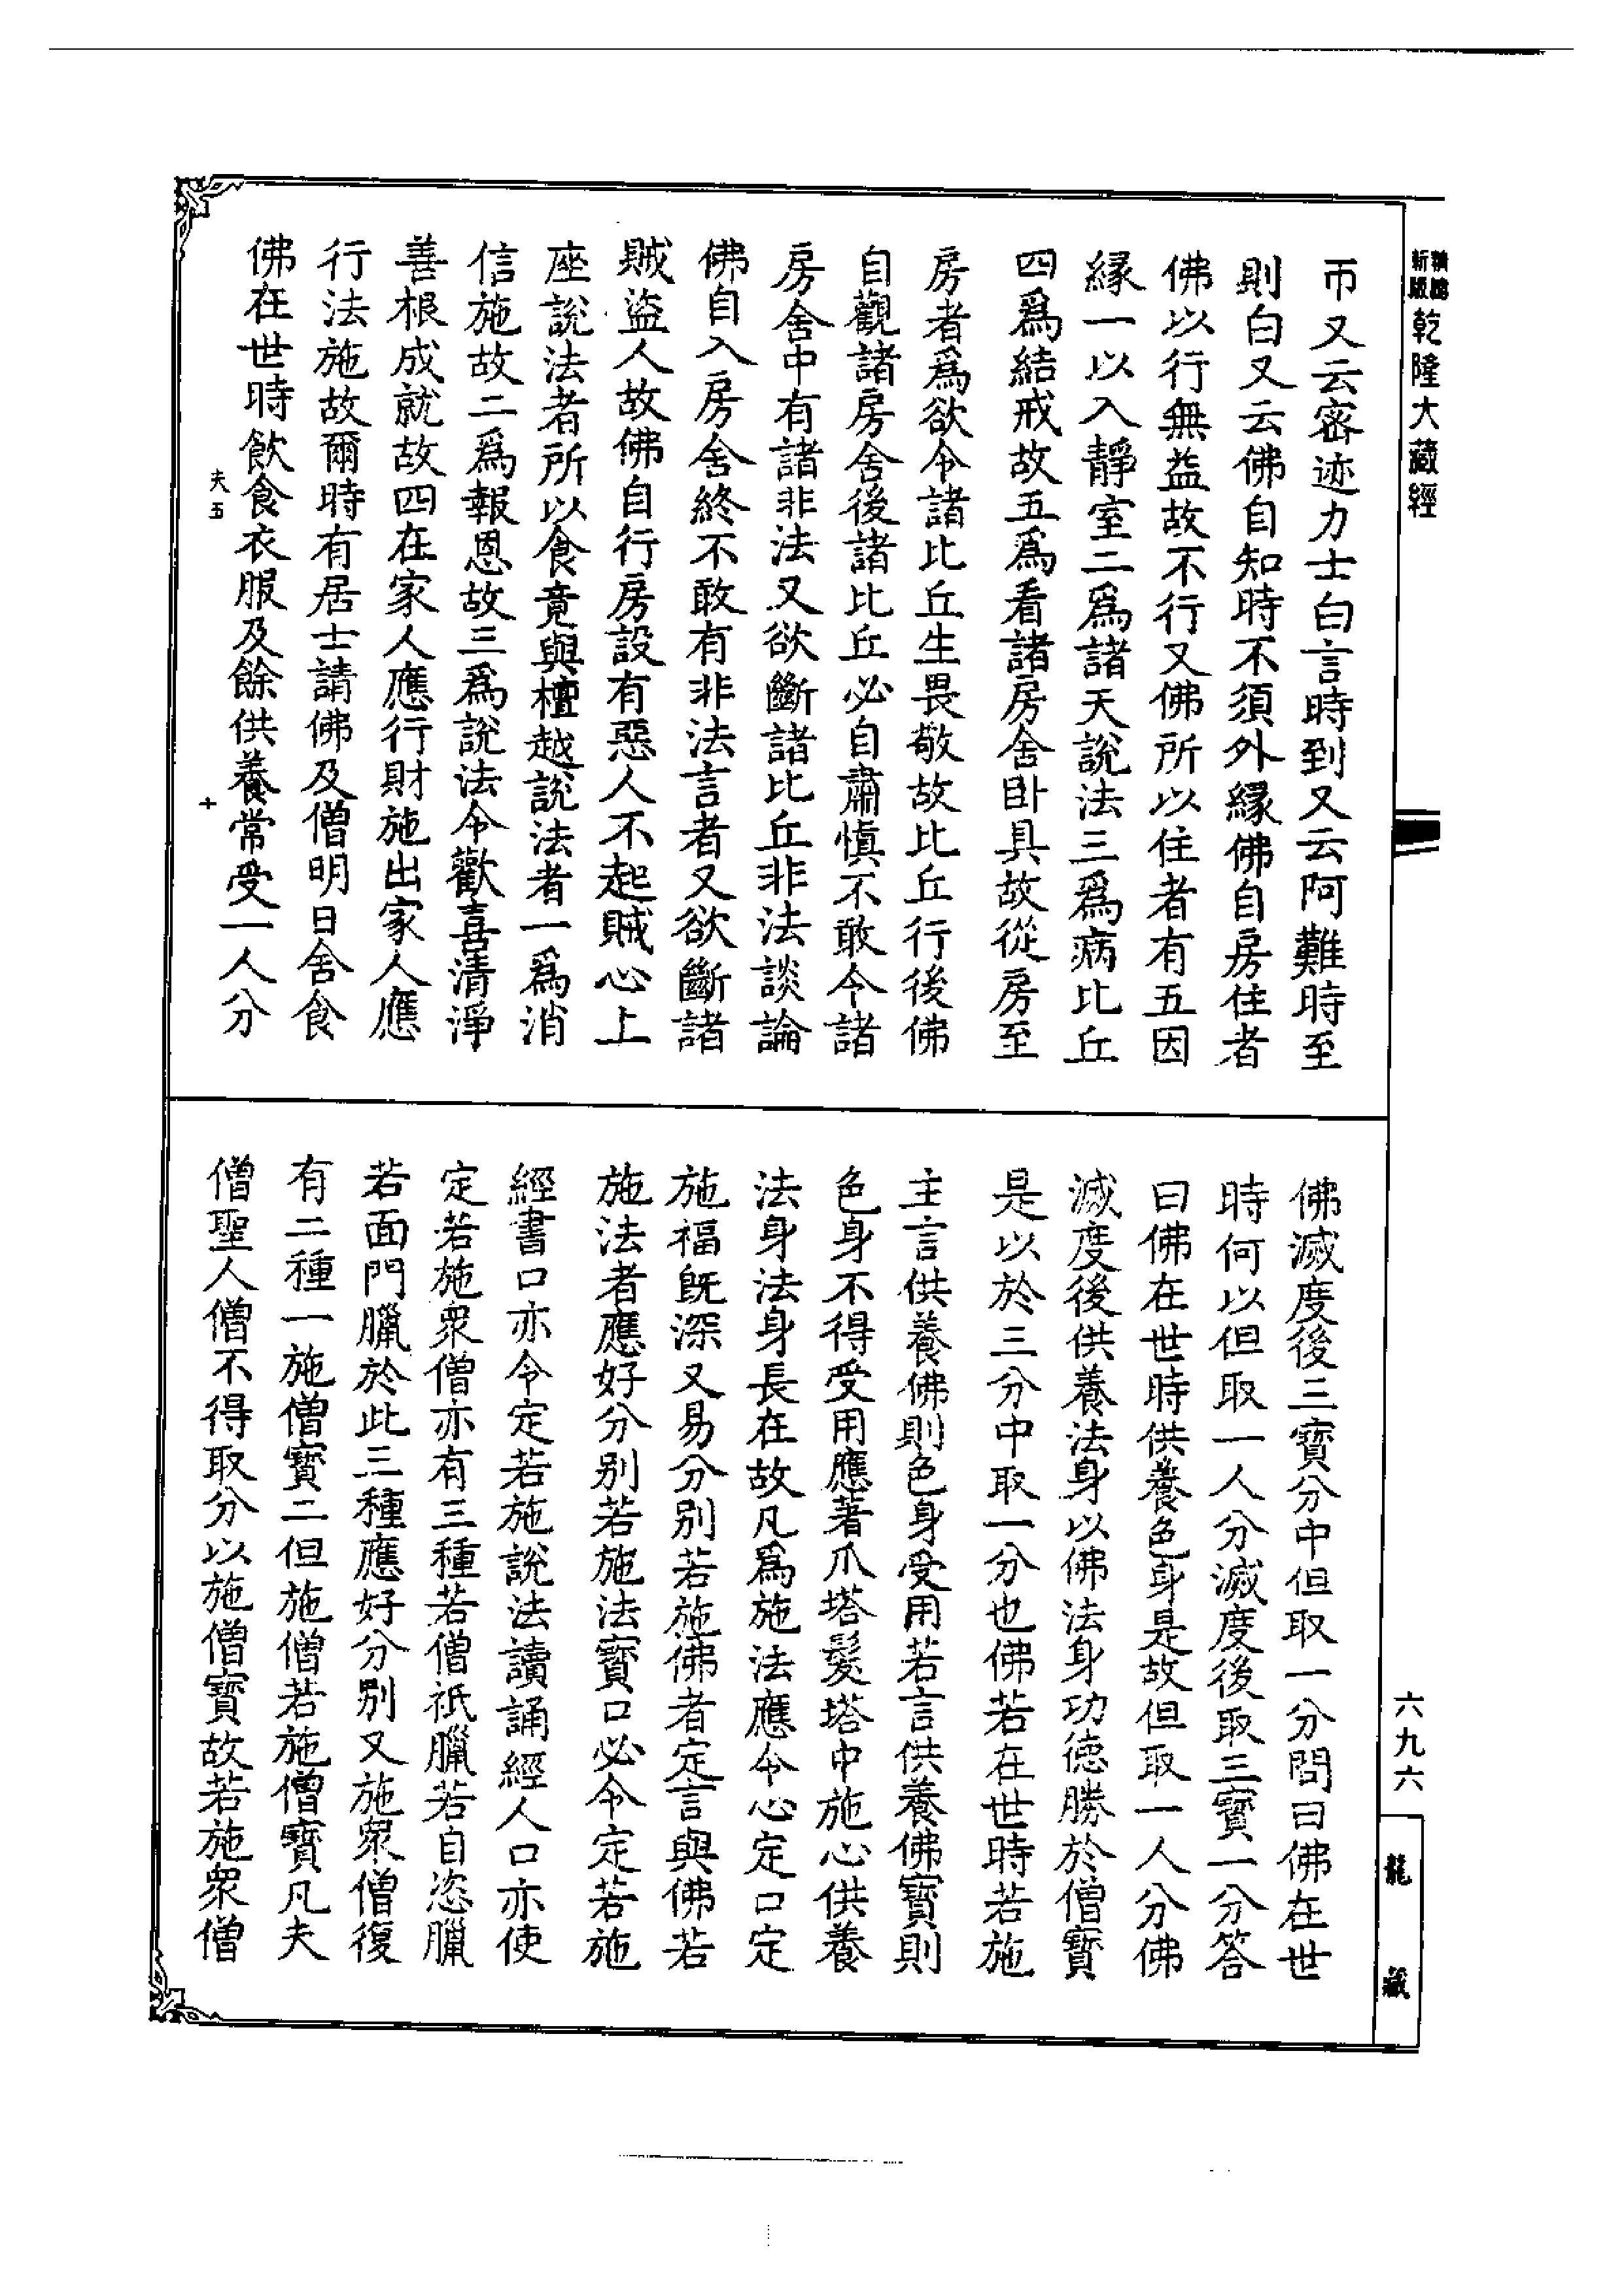 乾隆大藏經
帀又云密迹力士白言時到又云阿難時至
則白又云佛自知時不須外緣佛自房住者
佛以行無益故不行又佛所以住者有五因
緣一以入靜室二爲諸天說法三爲病比丘
四爲結戒故五爲看諸房舍卧具故從房至
房者爲欲令諸比丘生畏敬故比丘行後佛
自觀諸房舍後諸比丘必自肅愼不敢令諸
房舍中有諸非法又欲斷諸比丘非法談論
佛自入房舍終不敢有非法言者又欲斷諸
賊盜人故佛自行房設有惡人不起賊心上
座說法者所以食竟與檀越說法者一爲消
信施故二爲報恩故三爲說法令歡喜清淨
善根成就故四在家人應行財施出家人應
行法施故爾時有居士請佛及僧明日舍食
佛在世時飲食衣服及餘供養常受一人分
夫五
十
佛滅度後三寶分中但取一分問曰佛在世
時何以但取一人分滅度後取三寶一分答
曰佛在世時供養色身是故但取一人分佛
滅度後供養法身以佛法身功德勝於僧寶
是以於三分中取一分也佛若在世時若施
主言供養佛則色身受用若言供養佛寶則
色身不得受用應著爪塔髮塔中施心供養
法身法身長在故凡爲施法應令心定口定
施福旣深又易分別若施佛者定言與佛若
施法者應好分別若施法寶口必令定若施
經書口亦令定若施說法讀誦經人口亦使
定若施衆僧亦有三種若僧祇臘若自恣臘
若面門臘於此三種應好分別又施衆僧復
有二種一施僧寶二但施僧若施僧寶凡夫
僧聖人僧不得取分以施僧寶故若施衆僧
六九六
龍藏